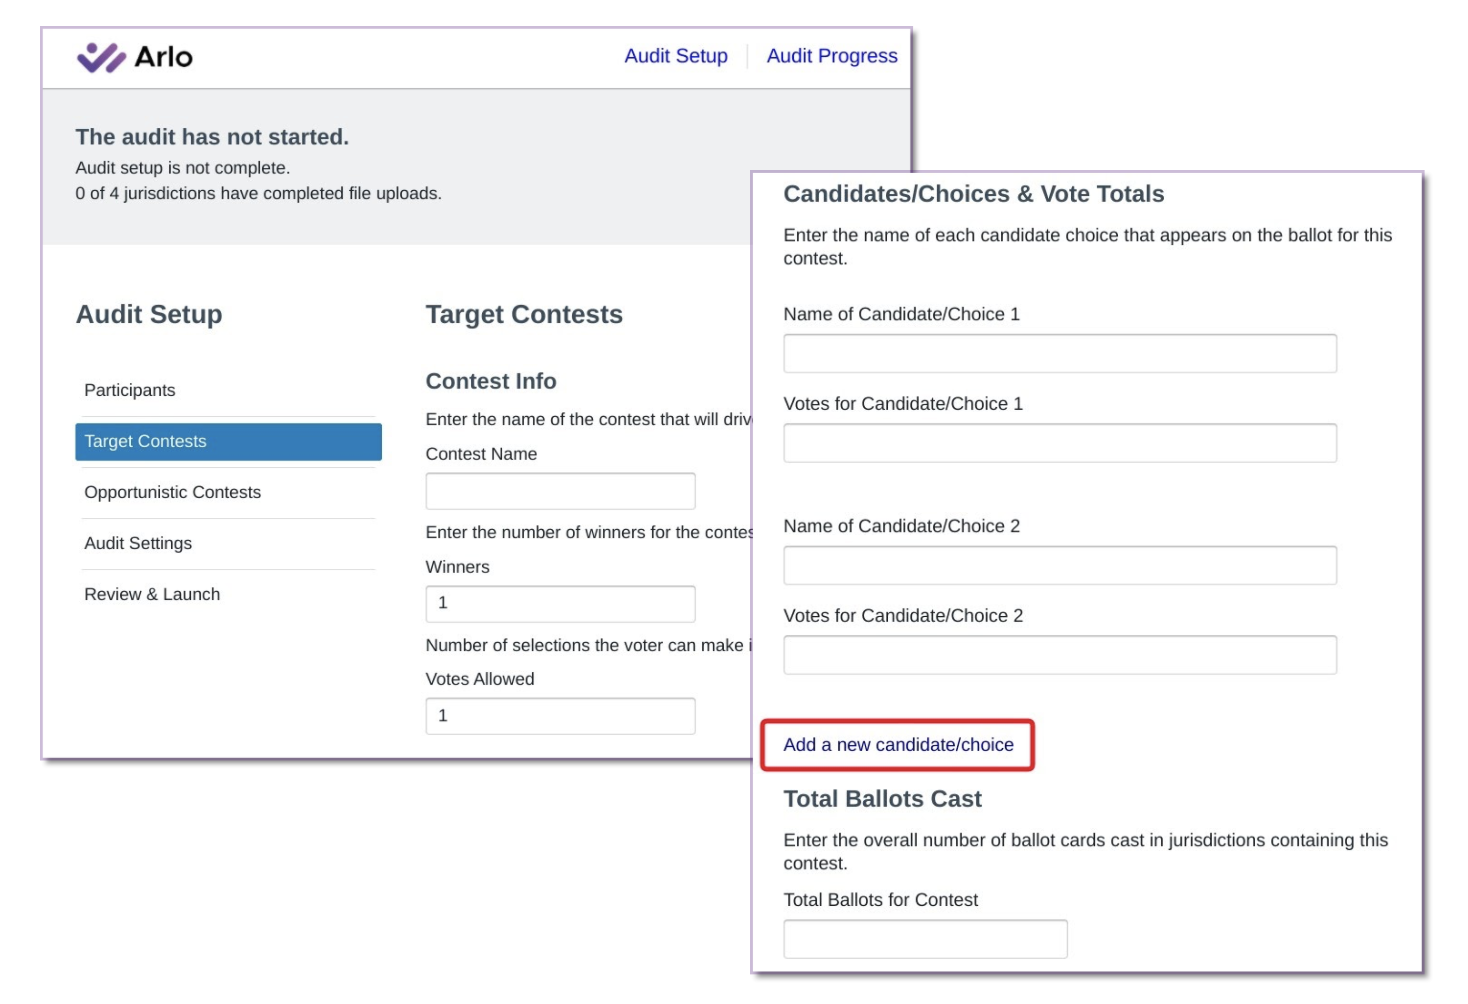 Arlo
Audit Setup
Audit Progress
The audit has not started.
Audit setup is not complete.
0 of 4 jurisdictions have completed file uploads.
Audit Setup
Participants
Target Contests
Opportunistic Contests
Audit Settings
Review & Launch
Target Contests
Contest Info
Enter the name of the contest that will
Contest Name
Enter the number of winners for the
Winners
1
Number of selections the voter can make
Votes Allowed
1
Candidates/Choices & Vote Totals
Enter the name of each candidate choice that appears on the ballot for this
contest.
Name of Candidate/Choice 1
Votes for Candidate/Choice 1
Name of Candidate/Choice 2
Votes for Candidate/Choice 2
Add a new candidate/choice
Total Ballots Cast
Enter the overall number of ballot cards cast in jurisdictions containing this
contest.
Total Ballots for Contest